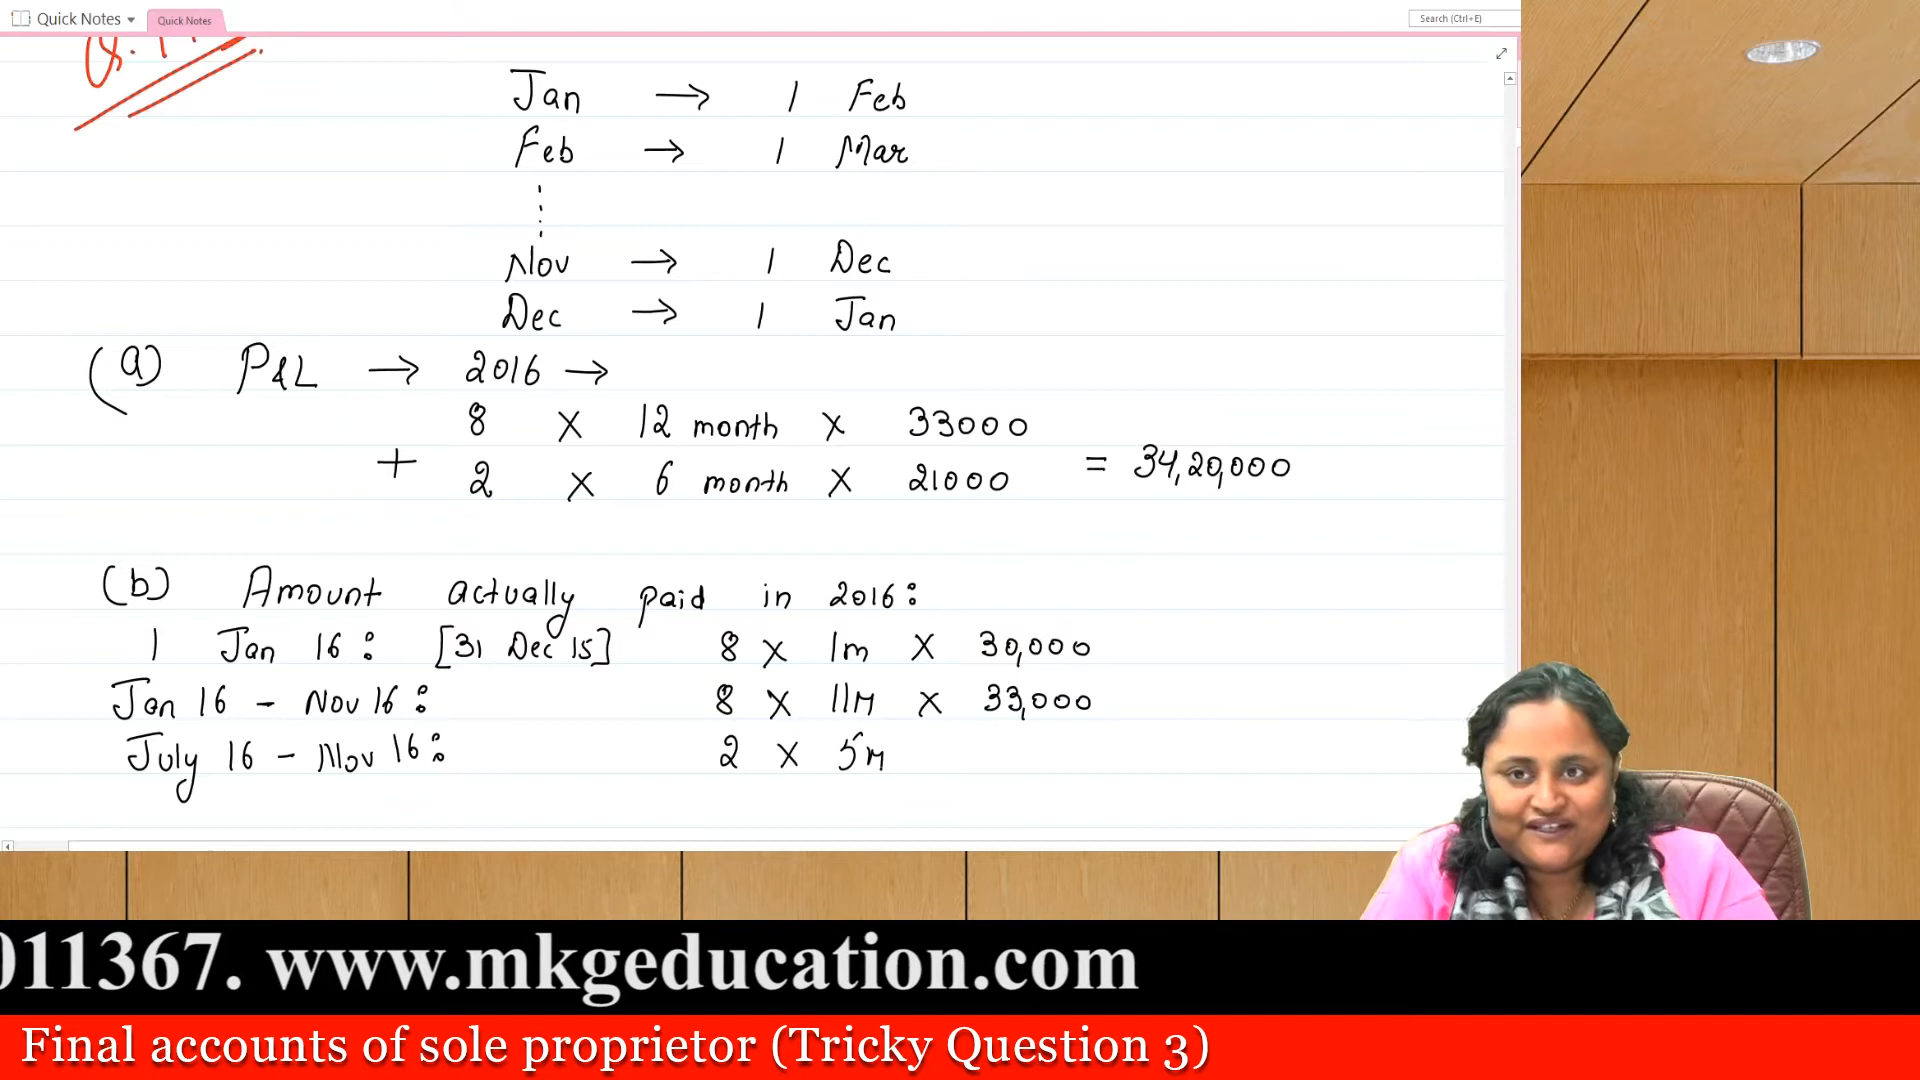 Quick Notes
Quick Notes
Search (Ctrl+E)
Jan → 1 Feb
Feb → 1 Mar
Nov → 1 Dec
Dec → 1 Jan
(a) P&L → 2016 →
8 X 12 month X 33000
+ 2 X 6 month X 21000 = 34,20,000
(b) Amount actually paid in 2016:
1 Jan 16: [31 Dec 15] 8 X 1m X 30,000
Jan 16 - Nov 16: 8 X 11M X 33,000
July 16 - Nov 16: 2 X 5M
011367. www.mkgeducation.com
Final accounts of sole proprietor (Tricky Question 3)